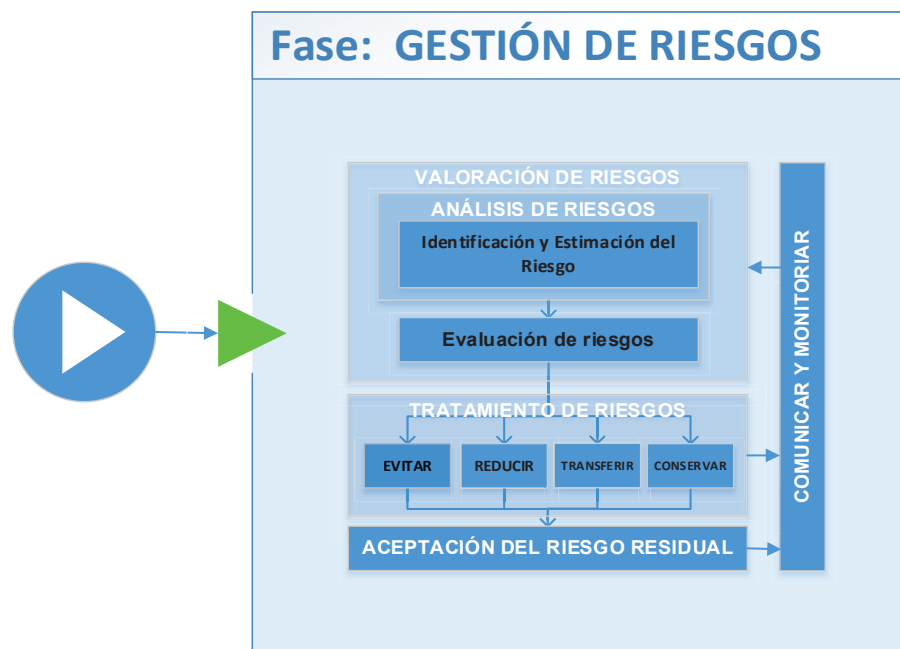 Fase: GESTIÓN DE RIESGOS
VALORACIÓN DE RIESGOS
ANÁLISIS DE RIESGOS
Identificación y Estimación del
Riesgo
Evaluación de riesgos
TRATAMIENTO DE RIESGOS
EVITAR
REDUCIR
TRANSFERIR
CONSERVAR
ACEPTACIÓN DEL RIESGO RESIDUAL
COMUNICAR Y MONITORIAR